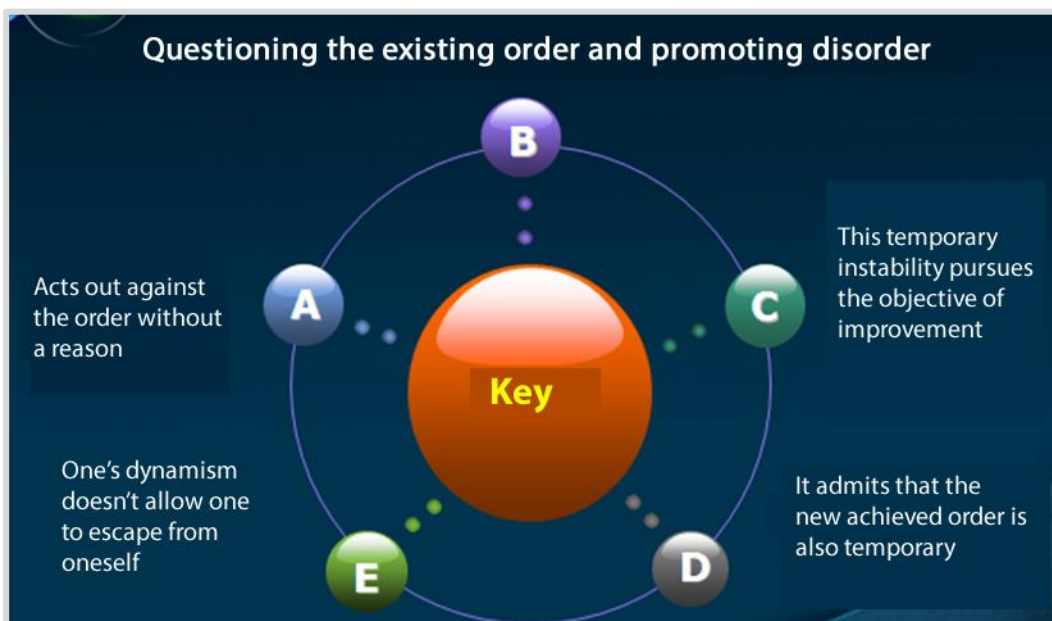 Questioning the existing order and promoting disorder
B
A
Acts out against
the order without
a reason
C
This temporary
instability pursues
the objective of
improvement
Key
E
One’s dynamism
doesn’t allow one
to escape from
oneself
D
It admits that the
new achieved order is
also temporary